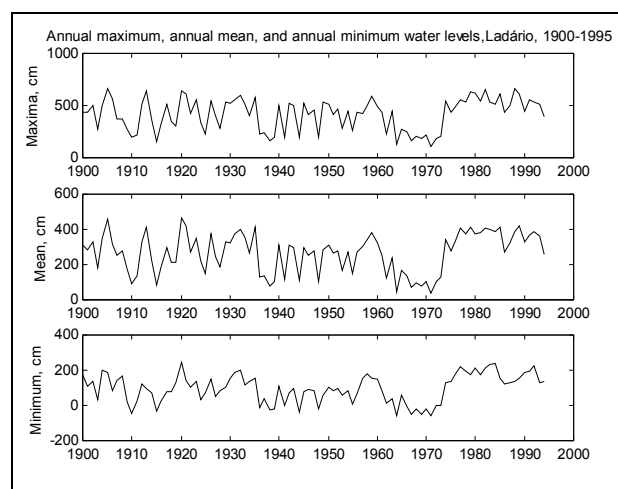 Annual maximum, annual mean, and annual minimum water levels,Ladário, 1900-1995
1000
500
0
Maxima, cm
1900 1910 1920 1930 1940 1950 1960 1970 1980 1990 2000
600
400
200
0
Mean, cm
1900 1910 1920 1930 1940 1950 1960 1970 1980 1990 2000
400
200
0
-200
Minimum, cm
1900 1910 1920 1930 1940 1950 1960 1970 1980 1990 2000